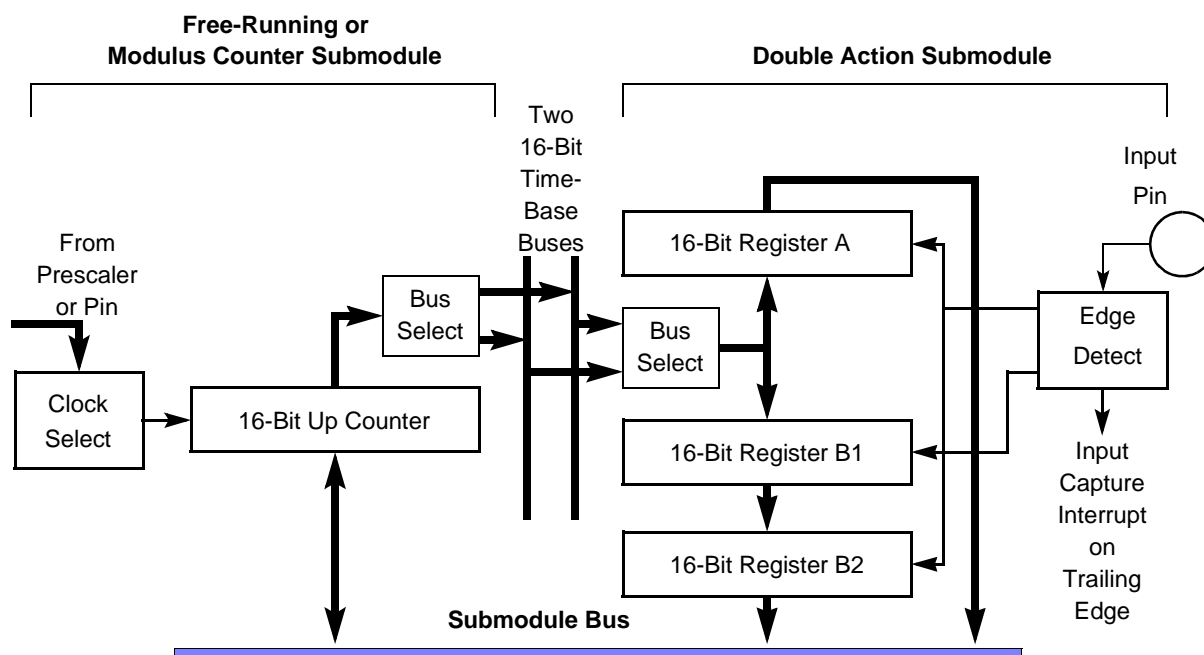 Free-Running or
Modulus Counter Submodule
Double Action Submodule
Two
16-Bit
Time-
Base
Buses
Input
Pin
From
Prescaler
or Pin
Bus
Select
16-Bit Register A
Bus
Select
Edge
Detect
Clock
Select
16-Bit Up Counter
16-Bit Register B1
Input
Capture
Interrupt
on
Trailing
Edge
16-Bit Register B2
Submodule Bus